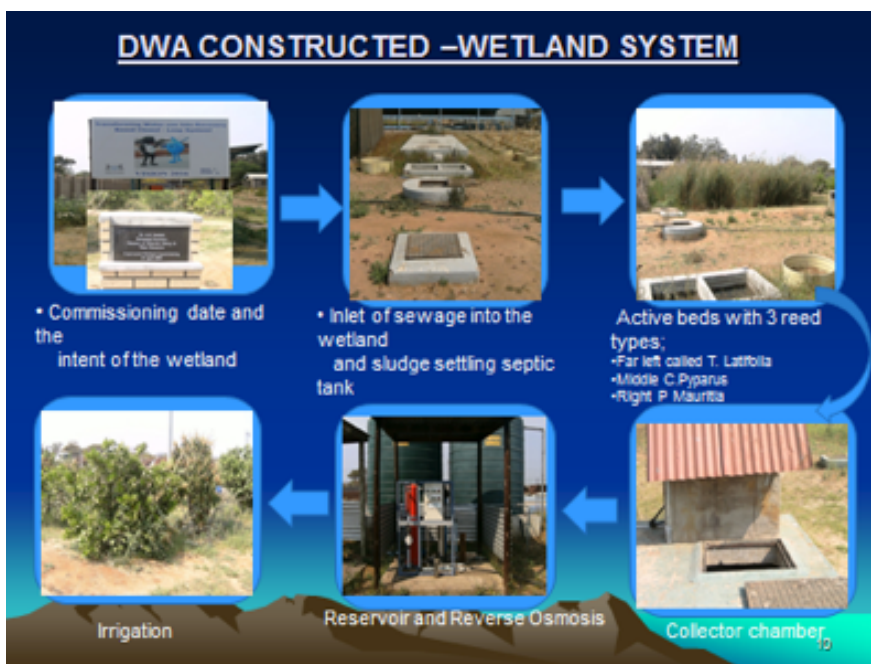 DWA CONSTRUCTED –WETLAND SYSTEM
VISION 2016
• Commissioning date and
the
intent of the wetland
• Inlet of sewage into the
wetland
and sludge settling septic
tank
Active beds with 3 reed
types;
•Far left called T. Latifolia
•Middle C.Pyparus
•Right P Mauritia
Irrigation
Reservoir and Reverse Osmosis
Collector chamber
10